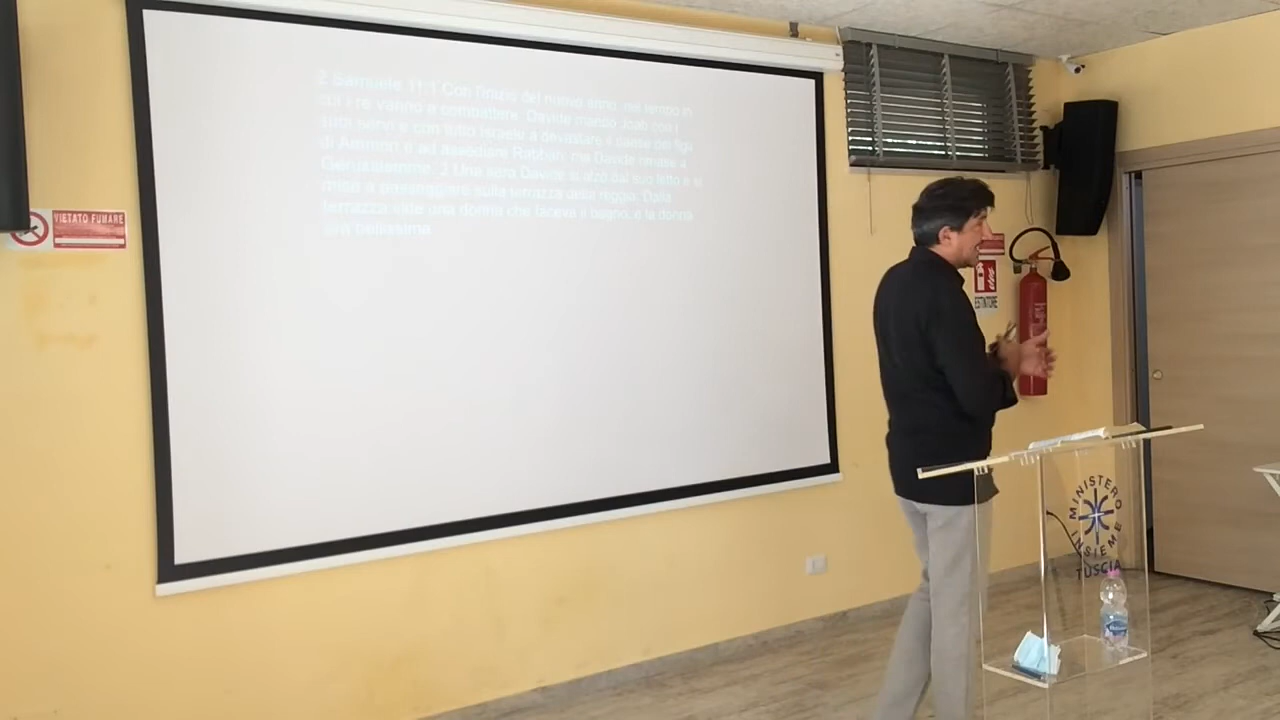 2 Samuele 11:1 Con l'inizio del nuovo anno, nel tempo in
cui i re vanno a combattere, Davide mandò Joab con i
suoi servi e con tutto Israele a devastare il paese dei figli
di Ammon e ad assediare Rabbah; ma Davide rimase a
Gerusalemme. 2 Una sera Davide si alzò dal suo letto e si
mise a passeggiare sulla terrazza della reggia. Dalla
terrazza vide una donna che faceva il bagno; e la donna
era bellissima
VIETATO FUMARE
ESTINTORE
MINISTERO
INSIEME
TUSCIA